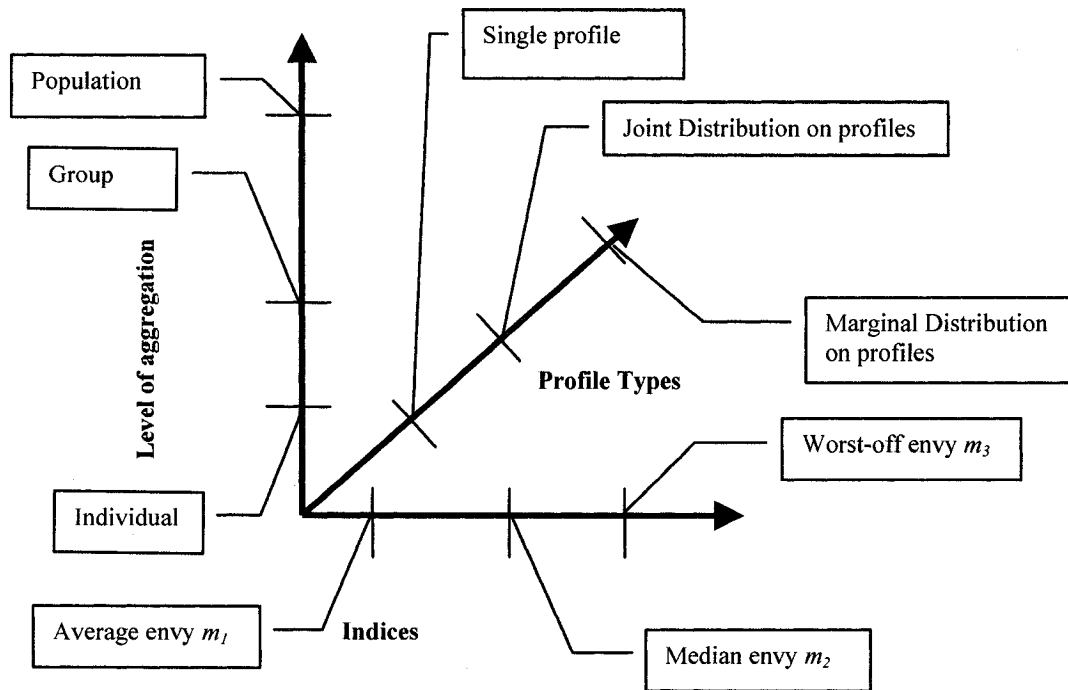 Single profile
Population
Joint Distribution on profiles
Group
Level of aggregation
Marginal Distribution
on profiles
Profile Types
Worst-off envy m3
Individual
Average envy m1
Indices
Median envy m2